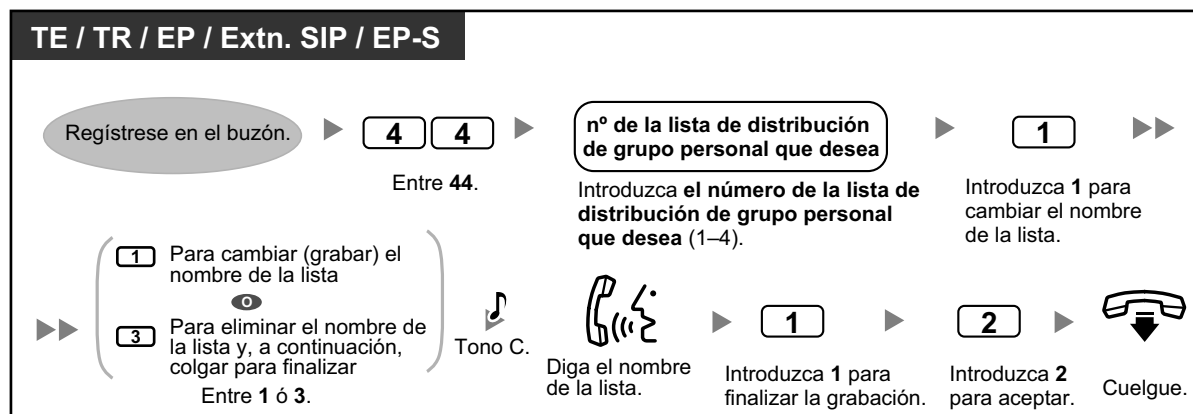 TE / TR / EP / Extn. SIP / EP-S
Regístrese en el buzón.
4 4
Entre 44.
nº de la lista de distribución
de grupo personal que desea
Introduzca el número de la lista de
distribución de grupo personal
que desea (1–4).
1
Introduzca 1 para
cambiar el nombre
de la lista.
1 Para cambiar (grabar) el
nombre de la lista
O
3 Para eliminar el nombre de
la lista y, a continuación,
colgar para finalizar
Entre 1 ó 3.
Tono C.
Diga el nombre
de la lista.
1
Introduzca 1 para
finalizar la grabación.
2
Introduzca 2
para aceptar.
Cuelgue.